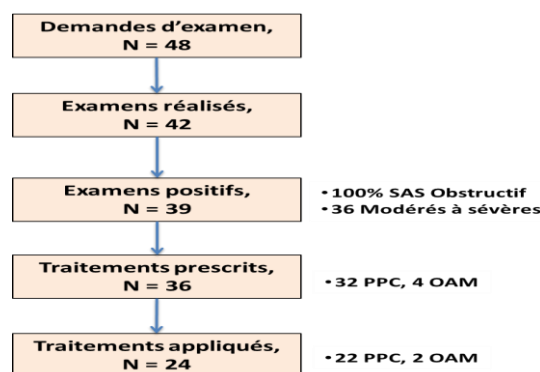 Demandes d’examen,
N = 48
Examens réalisés,
N = 42
Examens positifs,
N = 39
• 100% SAS Obstructif
• 36 Modérés à sévères
Traitements prescrits,
N = 36
• 32 PPC, 4 OAM
Traitements appliqués,
N = 24
• 22 PPC, 2 OAM